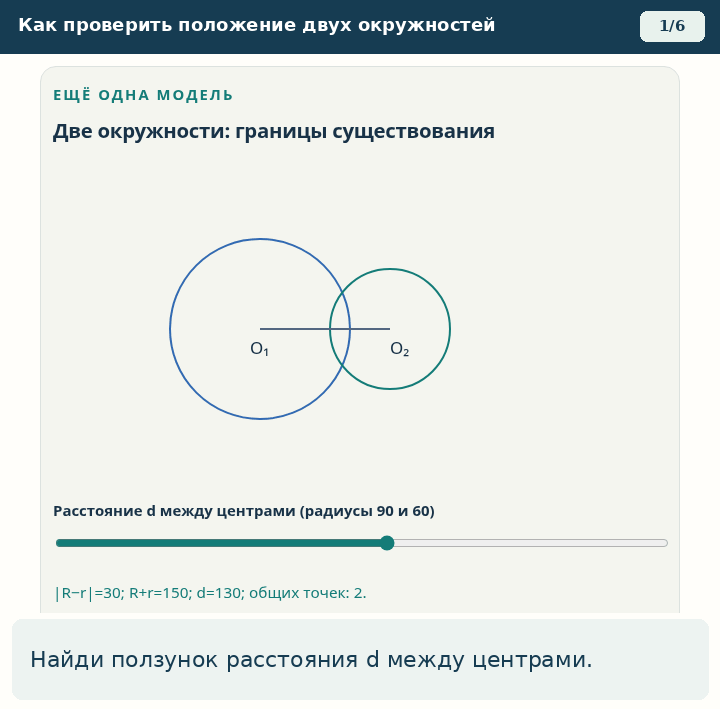 Как проверить положение двух окружностей
1/6
ЕЩЁ ОДНА МОДЕЛЬ
Две окружности: границы существования
O₁
O₂
Расстояние d между центрами (радиусы 90 и 60)
|R−r|=30; R+r=150; d=130; общих точек: 2.
Найди ползунок расстояния d между центрами.